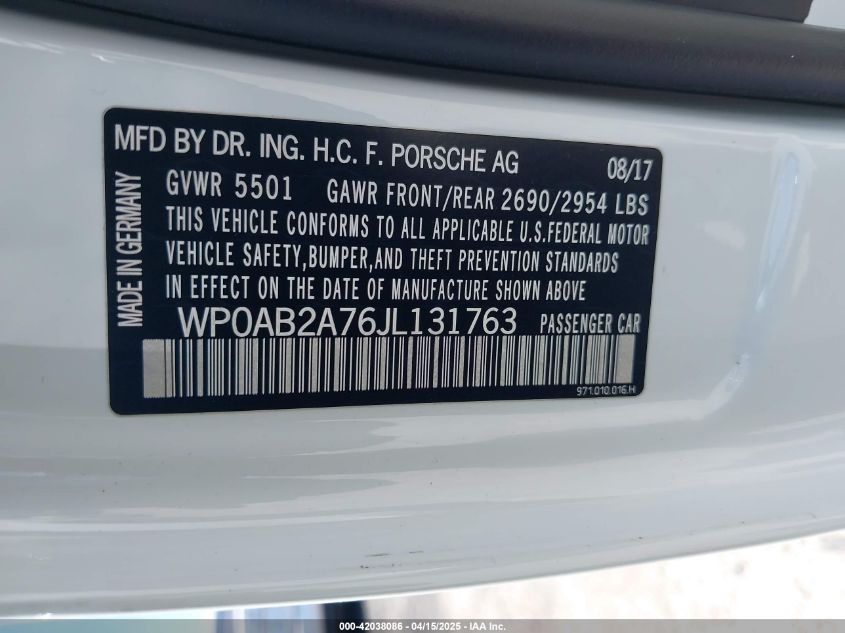 MFD BY DR. ING. H.C. F. PORSCHE AG 08/17
GVWR 5501 GAWR FRONT/REAR 2690/2954 LBS
THIS VEHICLE CONFORMS TO ALL APPLICABLE U.S.FEDERAL MOTOR
VEHICLE SAFETY,BUMPER,AND THEFT PREVENTION STANDARDS
IN EFFECT ON THE DATE OF MANUFACTURE SHOWN ABOVE
WP0AB2A76JL131763 PASSENGER CAR
971.010.016.H
MADE IN GERMANY
000-42038086 - 04/15/2025 - IAA Inc.